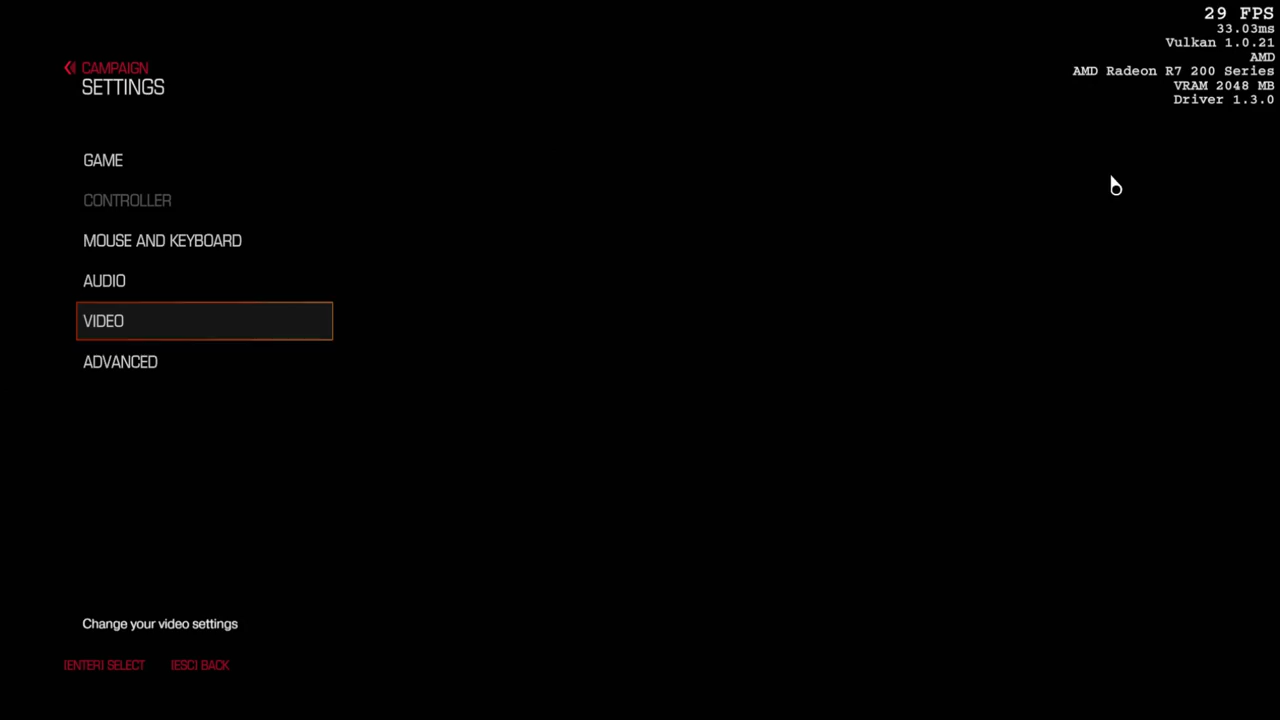 29 FPS
33.03ms
Vulkan 1.0.21
AMD
AMD Radeon R7 200 Series
VRAM 2048 MB
Driver 1.3.0
CAMPAIGN
SETTINGS
GAME
CONTROLLER
MOUSE AND KEYBOARD
AUDIO
VIDEO
ADVANCED
Change your video settings
[ENTER] SELECT [ESC] BACK